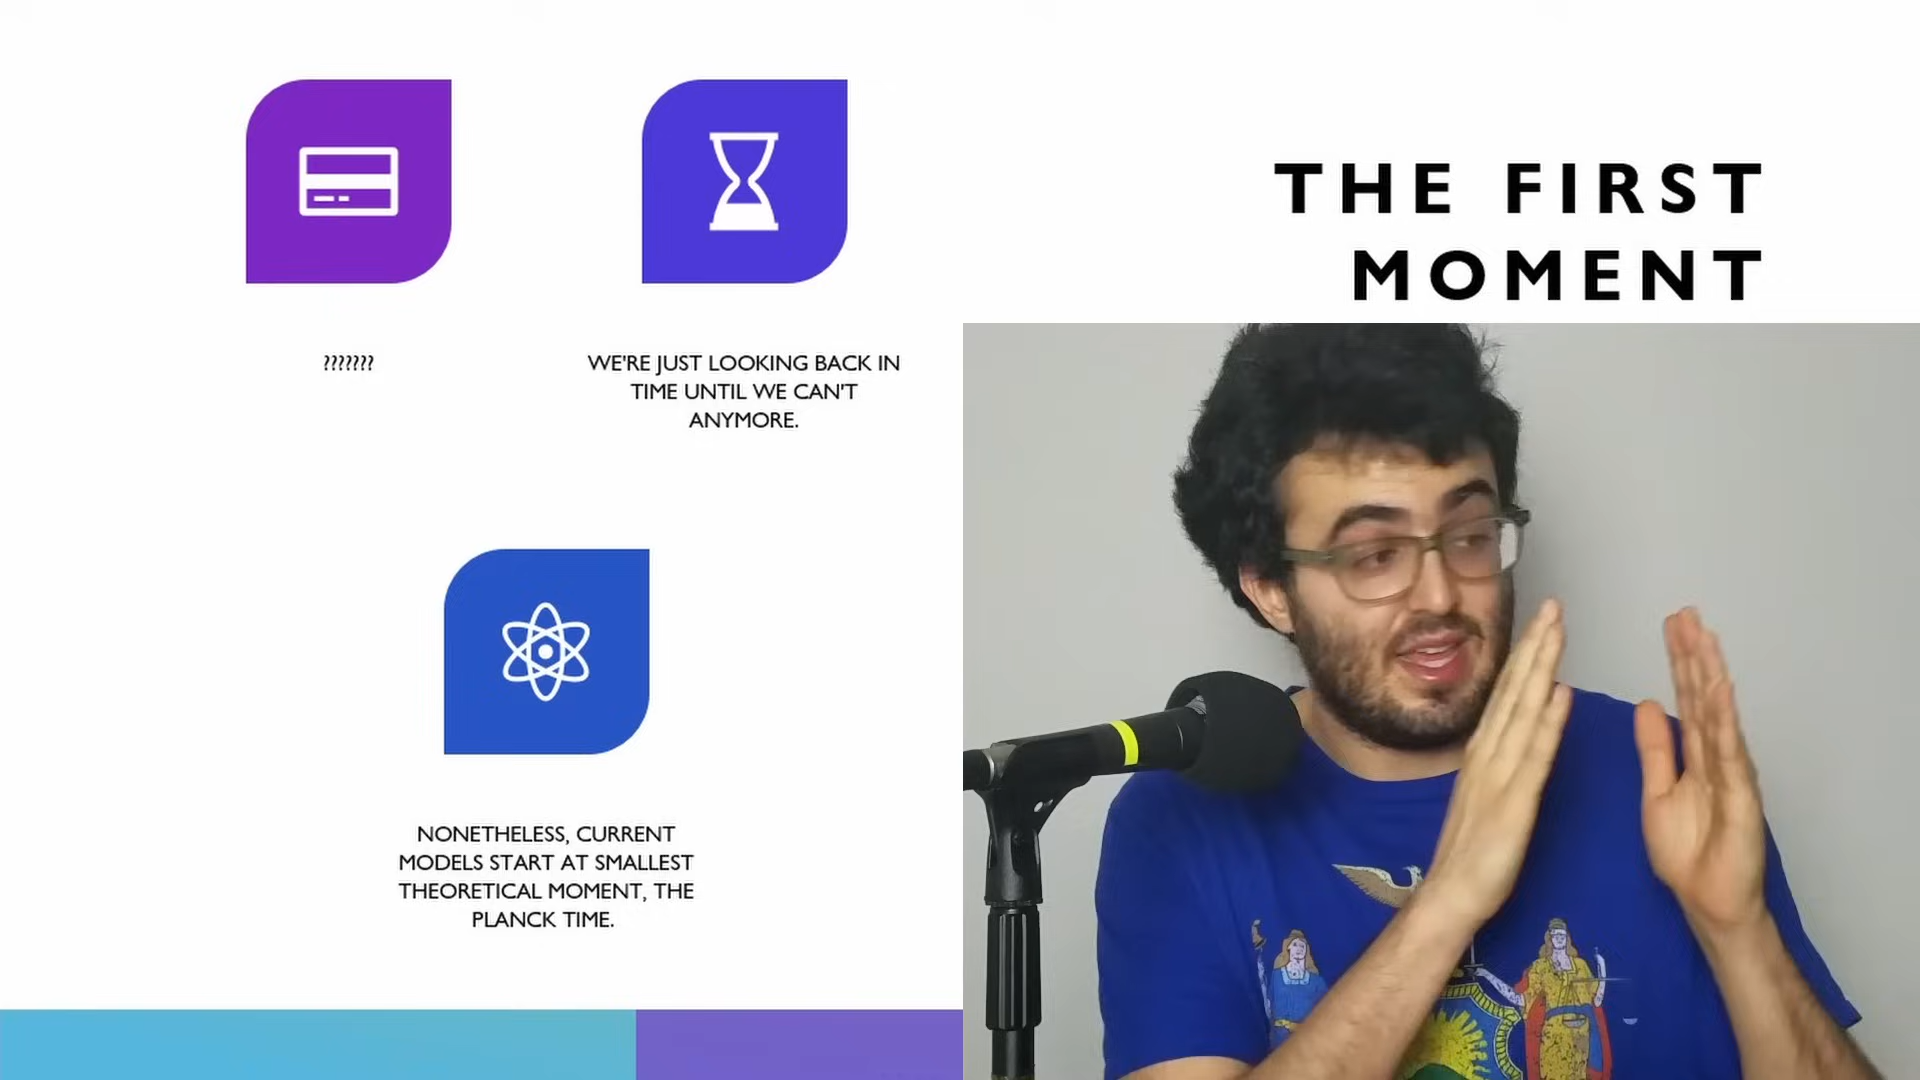 THE FIRST
MOMENT
???????
WE'RE JUST LOOKING BACK IN
TIME UNTIL WE CAN'T
ANYMORE.
NONETHELESS, CURRENT
MODELS START AT SMALLEST
THEORETICAL MOMENT, THE
PLANCK TIME.